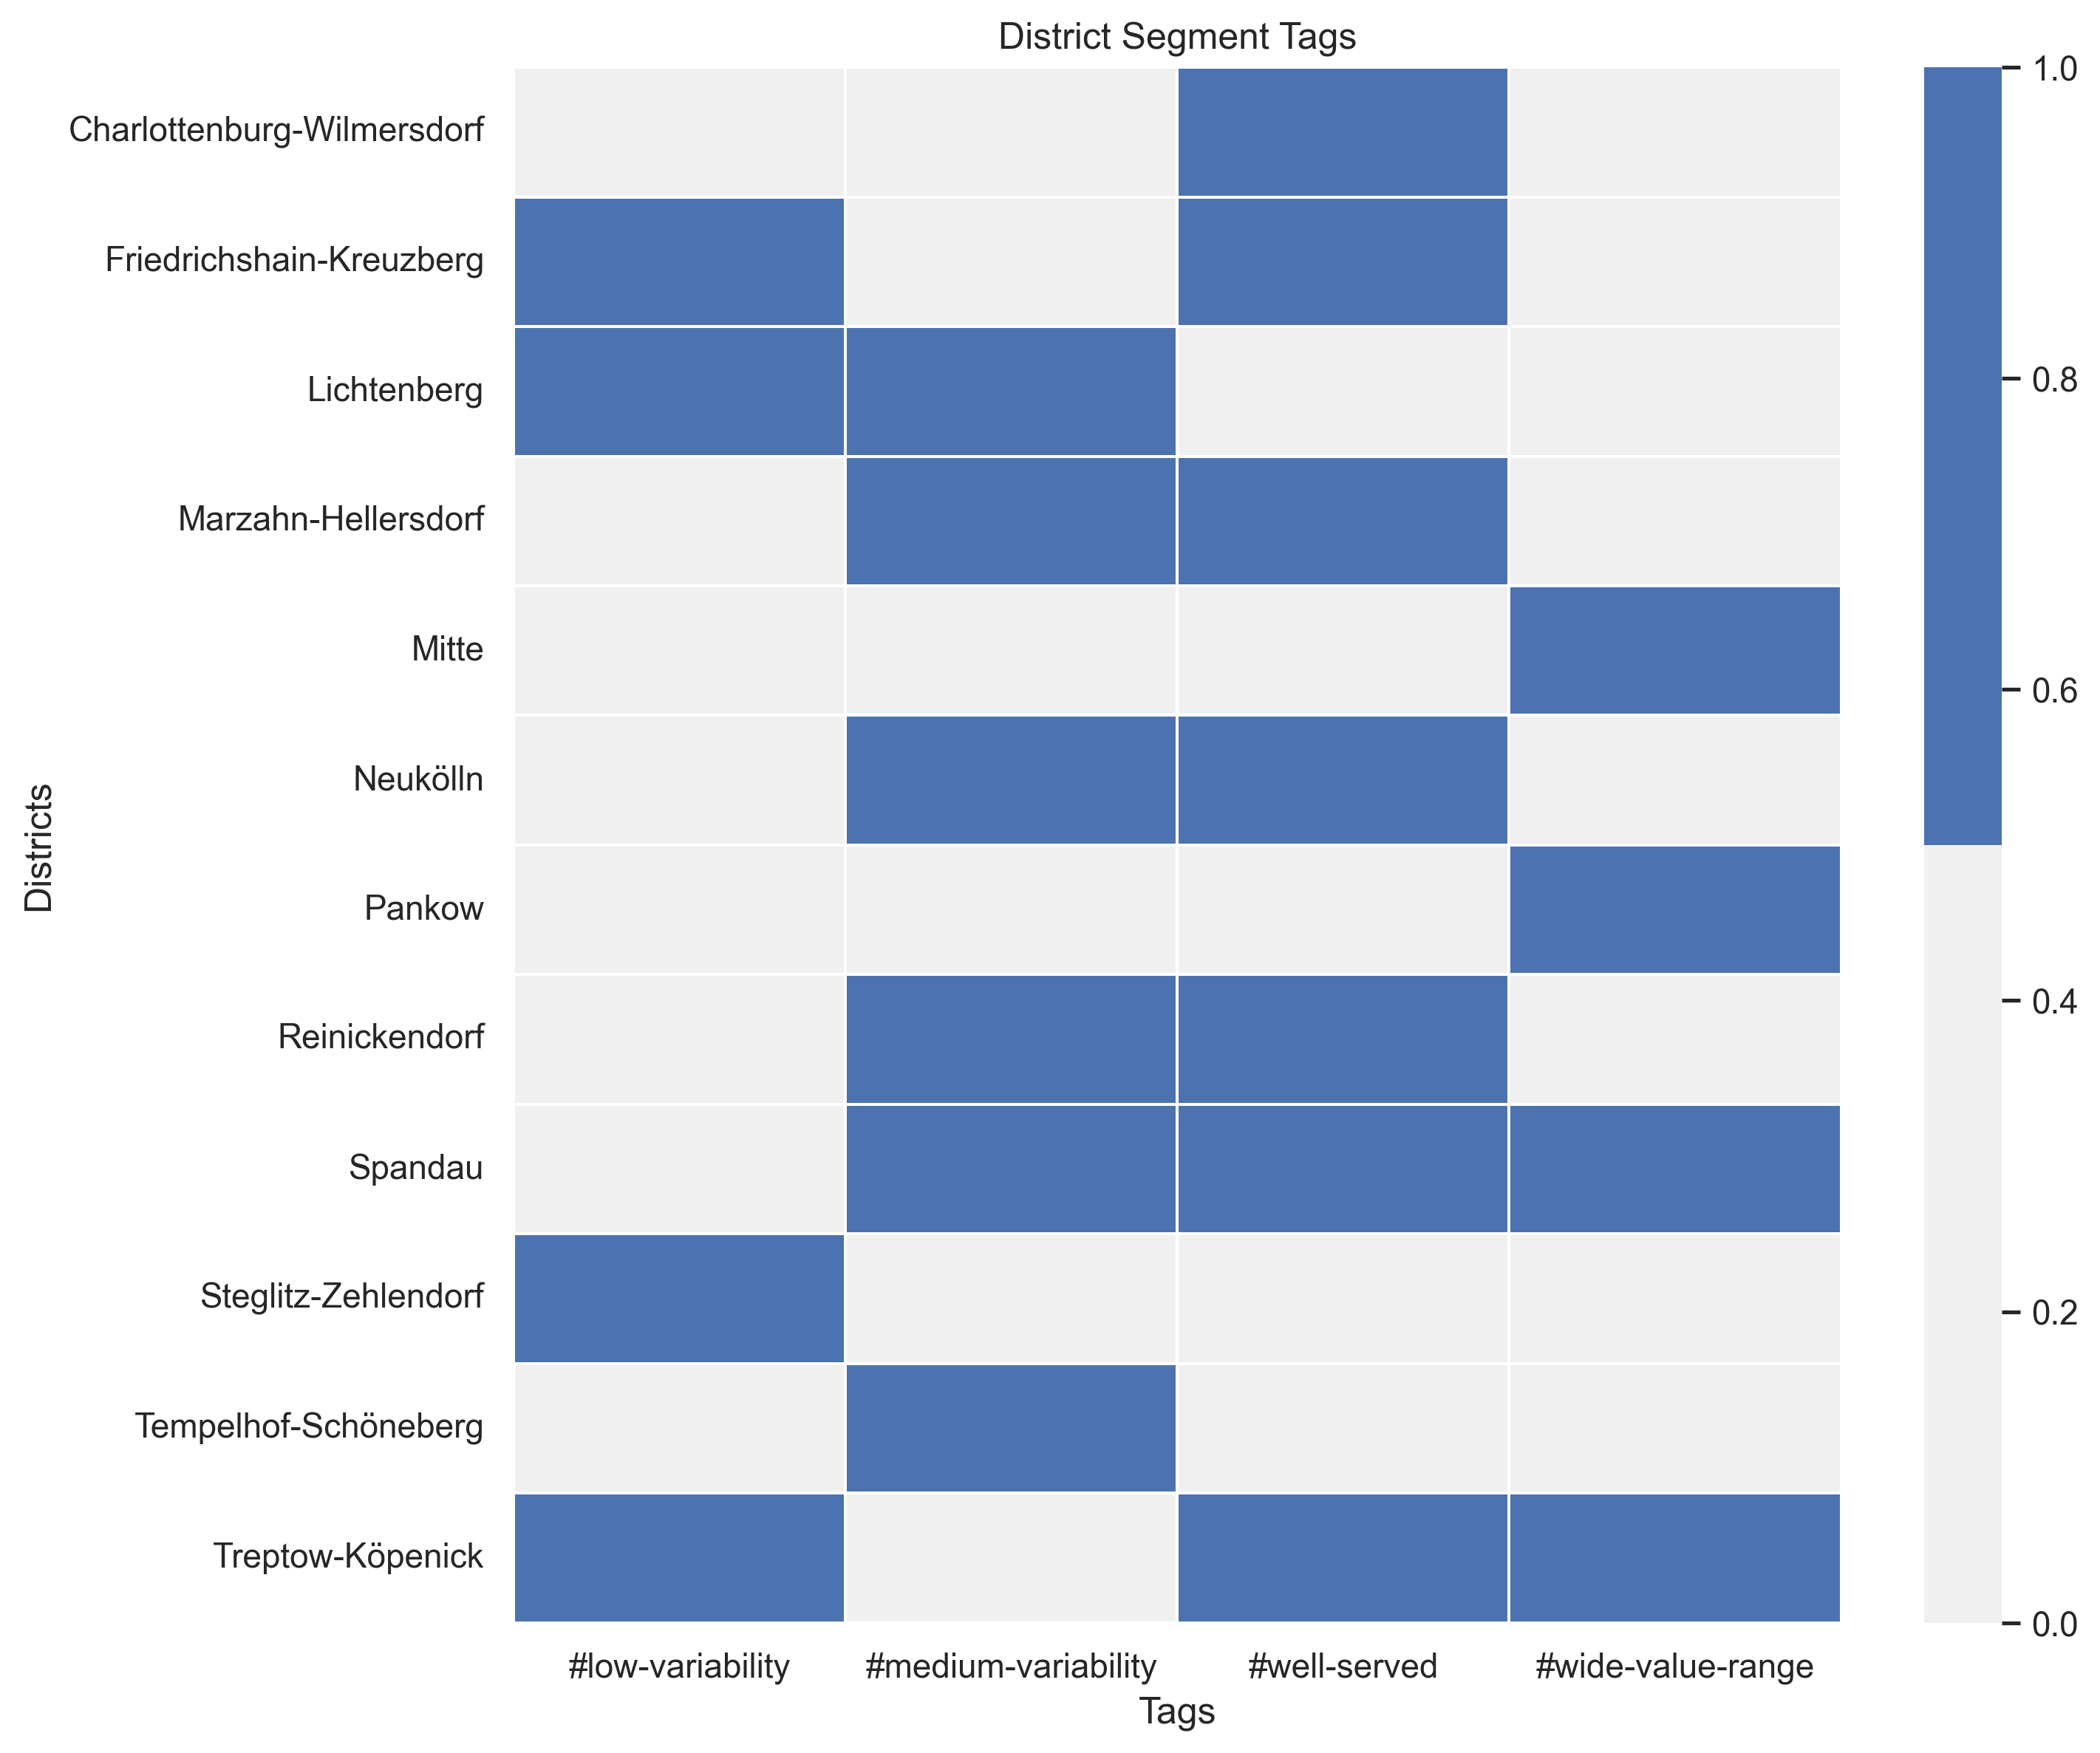 District Segment Tags
Charlottenburg-Wilmersdorf
Friedrichshain-Kreuzberg
Lichtenberg
Marzahn-Hellersdorf
Mitte
Neukölln
Pankow
Reinickendorf
Spandau
Steglitz-Zehlendorf
Tempelhof-Schöneberg
Treptow-Köpenick
Districts
#low-variability #medium-variability #well-served #wide-value-range
Tags
1.0
0.8
0.6
0.4
0.2
0.0